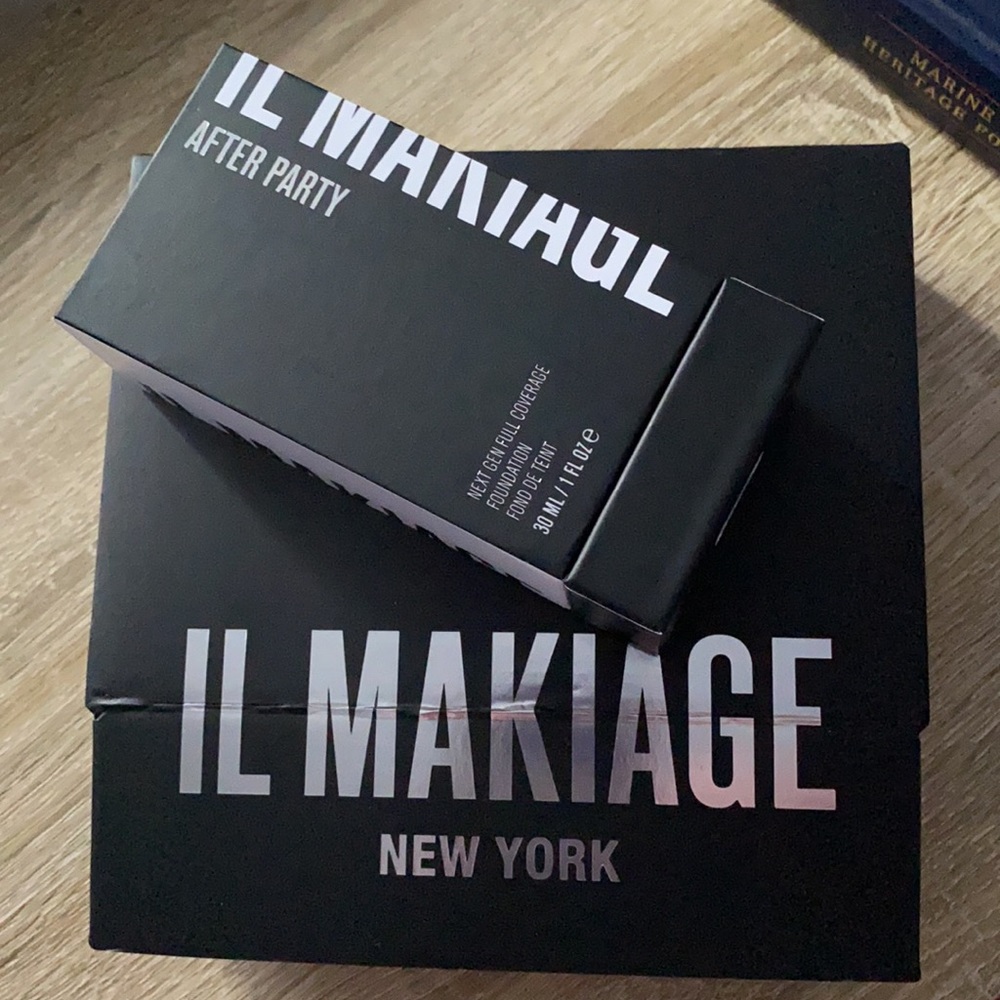 IL MAKIAGE
AFTER PARTY
NEXT GEN FULL COVERAGE
FOUNDATION
FOND DE TEINT
30 ML / 1 FL OZ ℮
IL MAKIAGE
NEW YORK
MARINE
HERITAGE